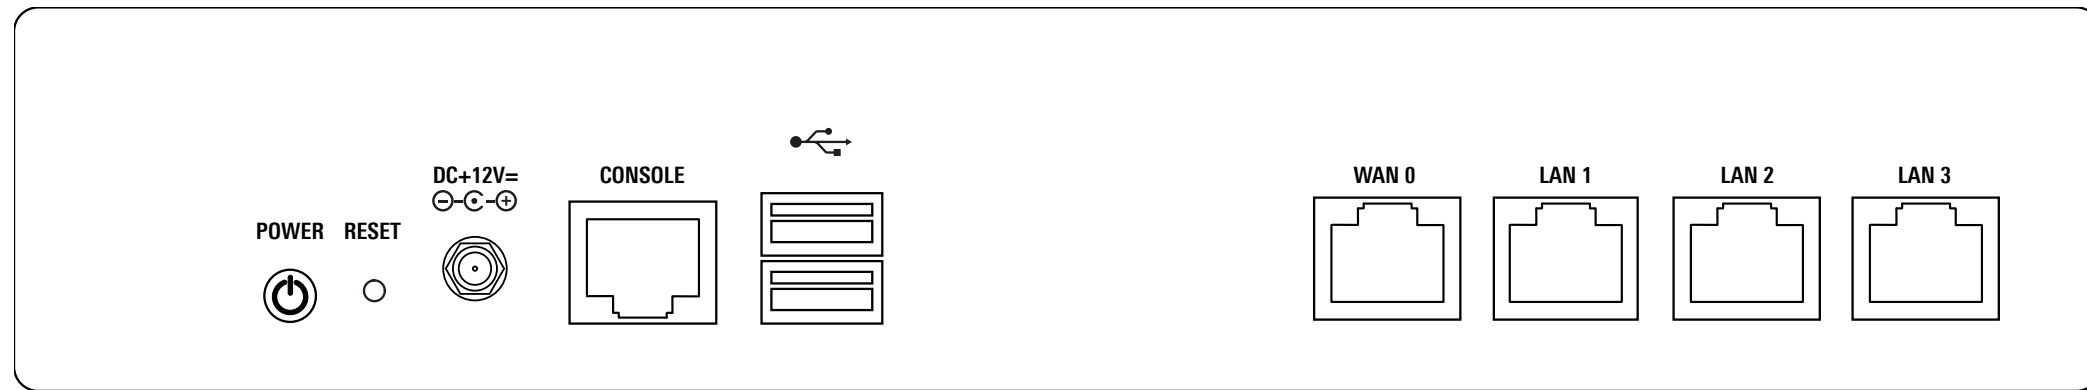 POWER
RESET
DC+12V=
CONSOLE
WAN 0
LAN 1
LAN 2
LAN 3